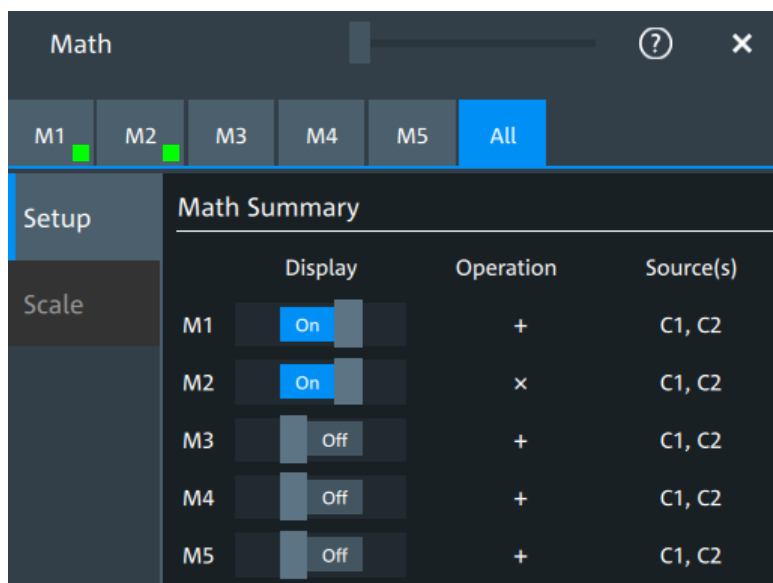 Math ? ×
M1 M2 M3 M4 M5 All
Setup Math Summary
Display Operation Source(s)
Scale
M1 On + C1, C2
M2 On × C1, C2
M3 Off + C1, C2
M4 Off + C1, C2
M5 Off + C1, C2